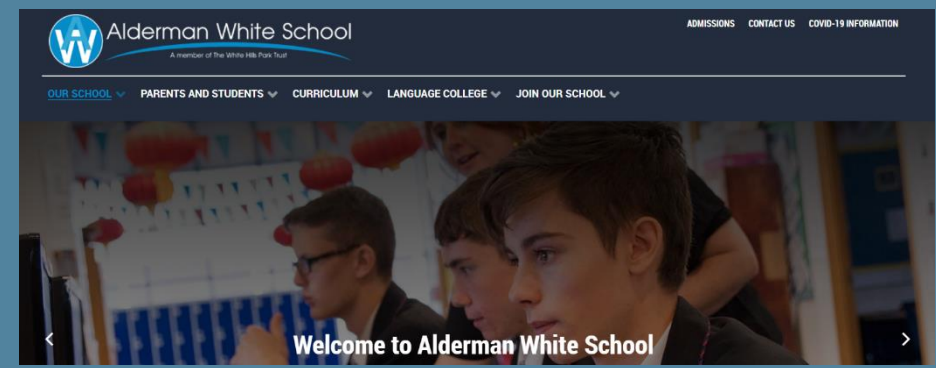 Alderman White School
A member of The White Hills Park Trust
ADMISSIONS CONTACT US COVID-19 INFORMATION
OUR SCHOOL PARENTS AND STUDENTS CURRICULUM LANGUAGE COLLEGE JOIN OUR SCHOOL
Welcome to Alderman White School